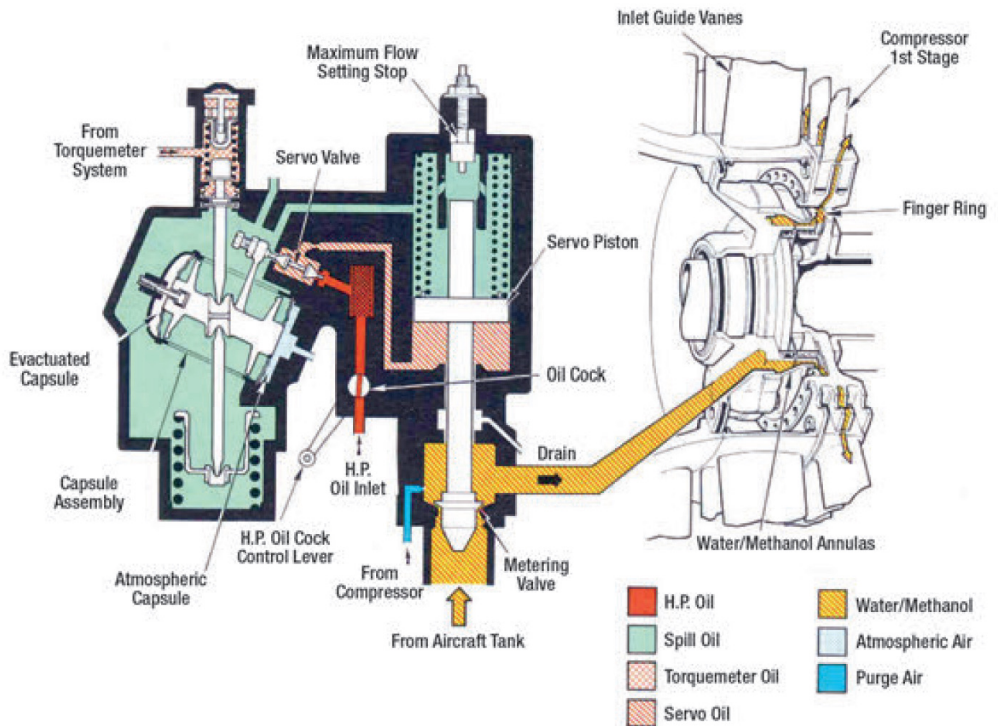 Inlet Guide Vanes
Compressor
1st Stage
Maximum Flow
Setting Stop
From
Torquemeter
System
Servo Valve
Finger Ring
Servo Piston
Evactuated
Capsule
Oil Cock
Drain
Capsule
Assembly
H.P.
Oil Inlet
H.P. Oil Cock
Control Lever
Water/Methanol Annulas
Atmospheric
Capsule
From
Compressor
Metering
Valve
From Aircraft Tank
H.P. Oil
Water/Methanol
Spill Oil
Atmospheric Air
Torquemeter Oil
Purge Air
Servo Oil